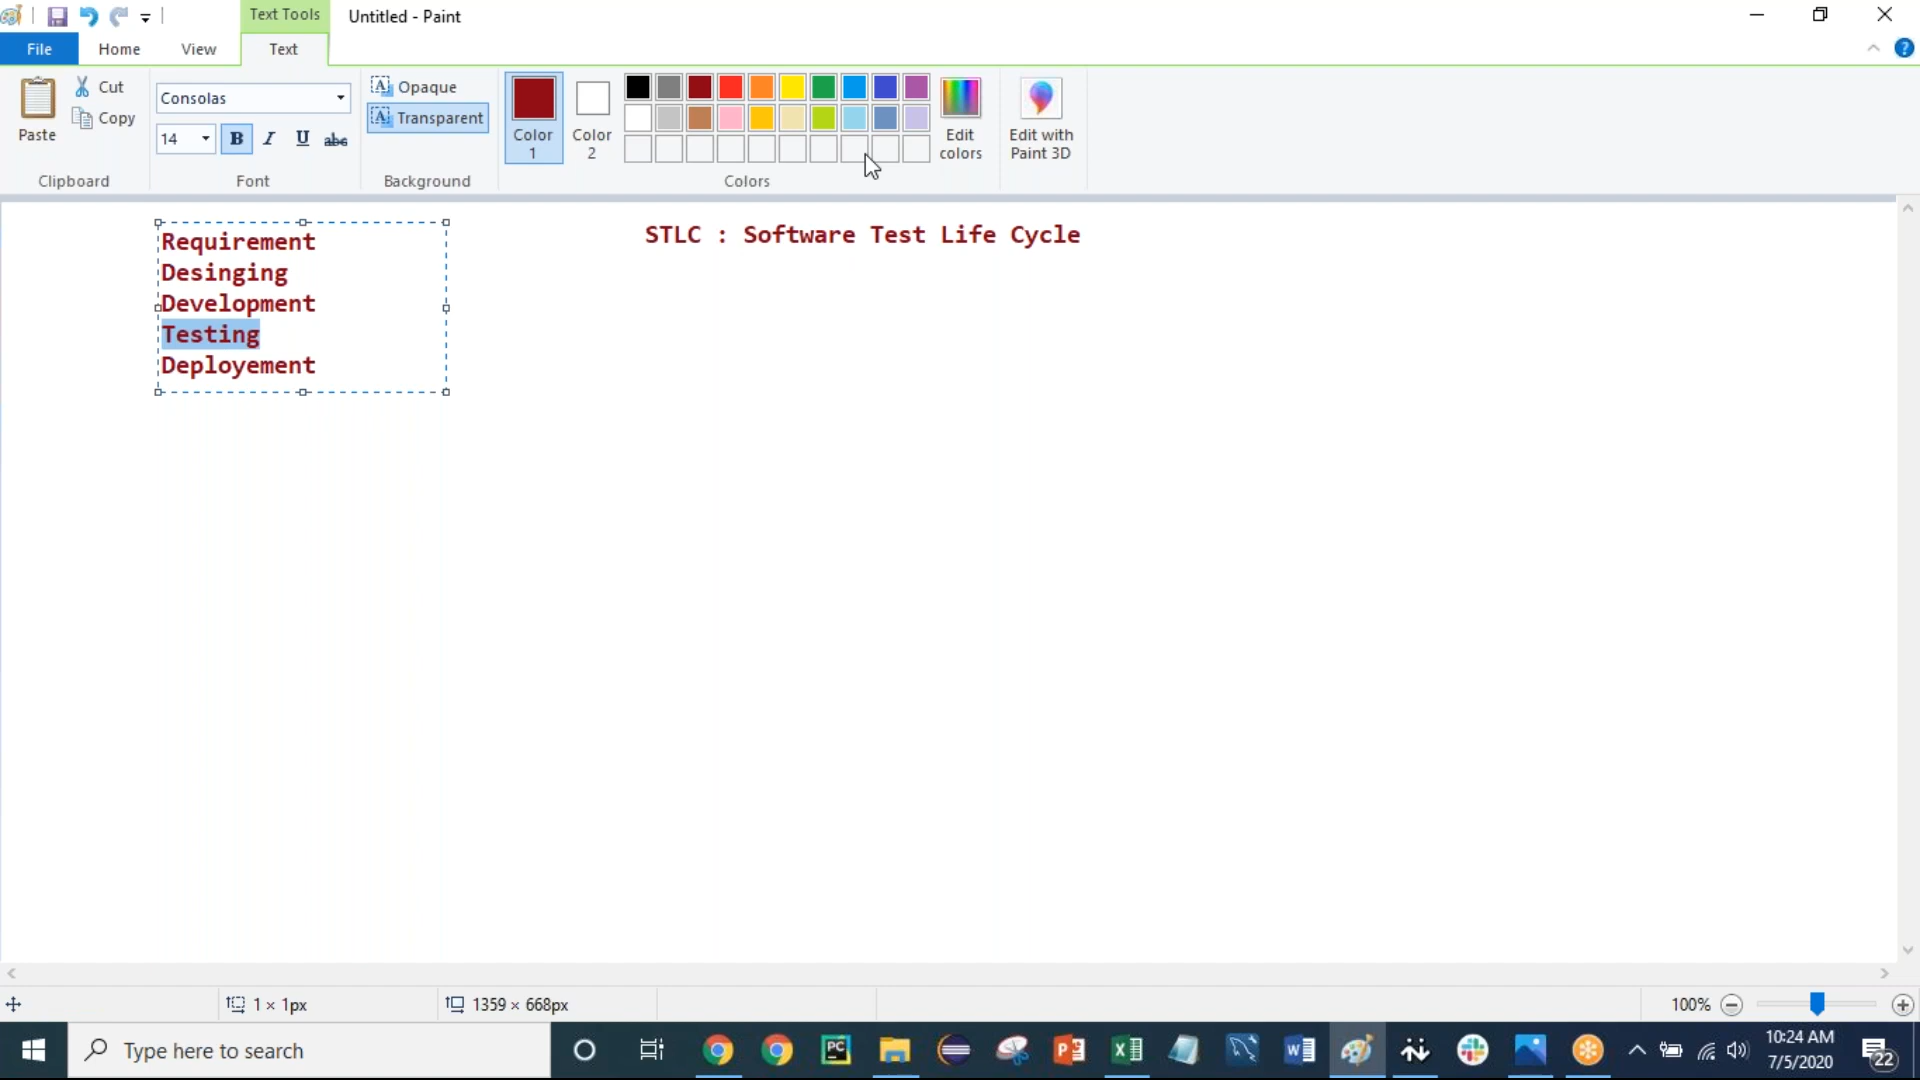 Text Tools
Untitled - Paint
File
Home
View
Text
Paste
Cut
Copy
Clipboard
Consolas
14
B
I
U
abc
Font
Opaque
Transparent
Background
Color
1
Color
2
Colors
Edit
colors
Edit with
Paint 3D
Requirement
Desinging
Development
Testing
Deployement
STLC : Software Test Life Cycle
1 × 1px
1359 × 668px
100%
Type here to search
10:24 AM
7/5/2020
22